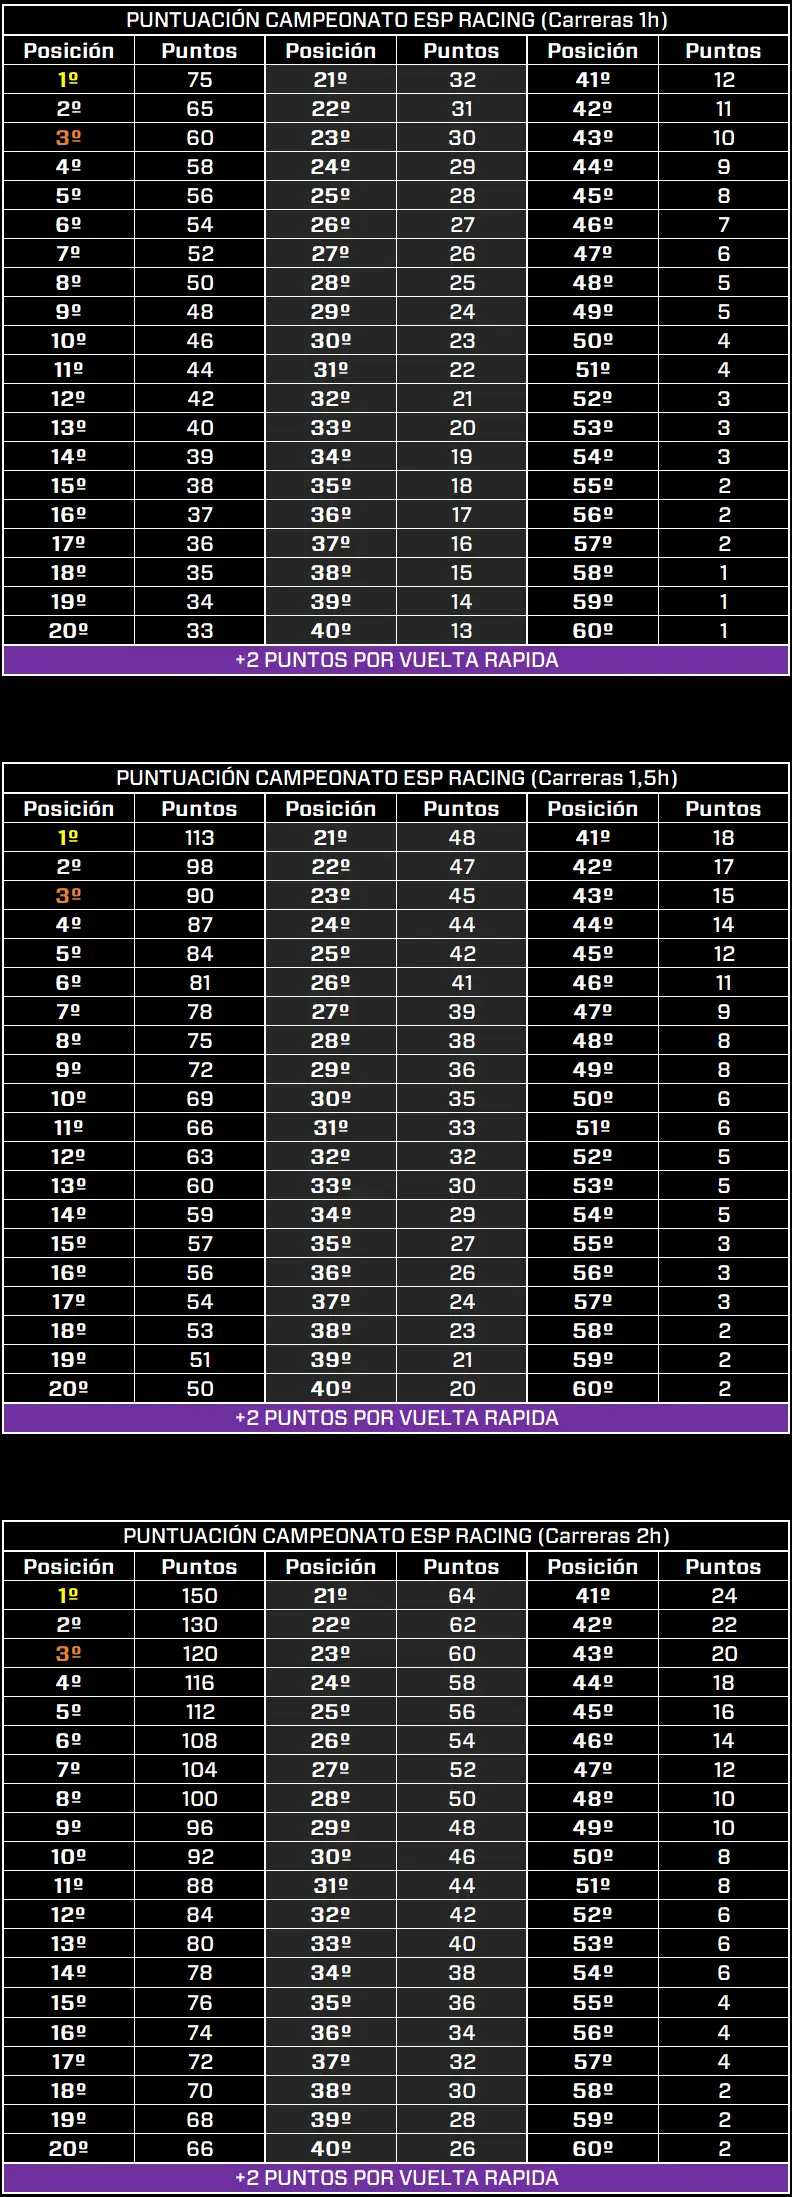 PUNTUACIÓN CAMPEONATO ESP RACING (Carreras 1h)
Posición Puntos Posición Puntos Posición Puntos
1º 75 21º 32 41º 12
2º 65 22º 31 42º 11
3º 60 23º 30 43º 10
4º 58 24º 29 44º 9
5º 56 25º 28 45º 8
6º 54 26º 27 46º 7
7º 52 27º 26 47º 6
8º 50 28º 25 48º 5
9º 48 29º 24 49º 5
10º 46 30º 23 50º 4
11º 44 31º 22 51º 4
12º 42 32º 21 52º 3
13º 40 33º 20 53º 3
14º 39 34º 19 54º 3
15º 38 35º 18 55º 2
16º 37 36º 17 56º 2
17º 36 37º 16 57º 2
18º 35 38º 15 58º 1
19º 34 39º 14 59º 1
20º 33 40º 13 60º 1
+2 PUNTOS POR VUELTA RAPIDA
PUNTUACIÓN CAMPEONATO ESP RACING (Carreras 1,5h)
Posición Puntos Posición Puntos Posición Puntos
1º 113 21º 48 41º 18
2º 98 22º 47 42º 17
3º 90 23º 45 43º 15
4º 87 24º 44 44º 14
5º 84 25º 42 45º 12
6º 81 26º 41 46º 11
7º 78 27º 39 47º 9
8º 75 28º 38 48º 8
9º 72 29º 36 49º 8
10º 69 30º 35 50º 6
11º 66 31º 33 51º 6
12º 63 32º 32 52º 5
13º 60 33º 30 53º 5
14º 59 34º 29 54º 5
15º 57 35º 27 55º 3
16º 56 36º 26 56º 3
17º 54 37º 24 57º 3
18º 53 38º 23 58º 2
19º 51 39º 21 59º 2
20º 50 40º 20 60º 2
+2 PUNTOS POR VUELTA RAPIDA
PUNTUACIÓN CAMPEONATO ESP RACING (Carreras 2h)
Posición Puntos Posición Puntos Posición Puntos
1º 150 21º 64 41º 24
2º 130 22º 62 42º 22
3º 120 23º 60 43º 20
4º 116 24º 58 44º 18
5º 112 25º 56 45º 16
6º 108 26º 54 46º 14
7º 104 27º 52 47º 12
8º 100 28º 50 48º 10
9º 96 29º 48 49º 10
10º 92 30º 46 50º 8
11º 88 31º 44 51º 8
12º 84 32º 42 52º 6
13º 80 33º 40 53º 6
14º 78 34º 38 54º 6
15º 76 35º 36 55º 4
16º 74 36º 34 56º 4
17º 72 37º 32 57º 4
18º 70 38º 30 58º 2
19º 68 39º 28 59º 2
20º 66 40º 26 60º 2
+2 PUNTOS POR VUELTA RAPIDA